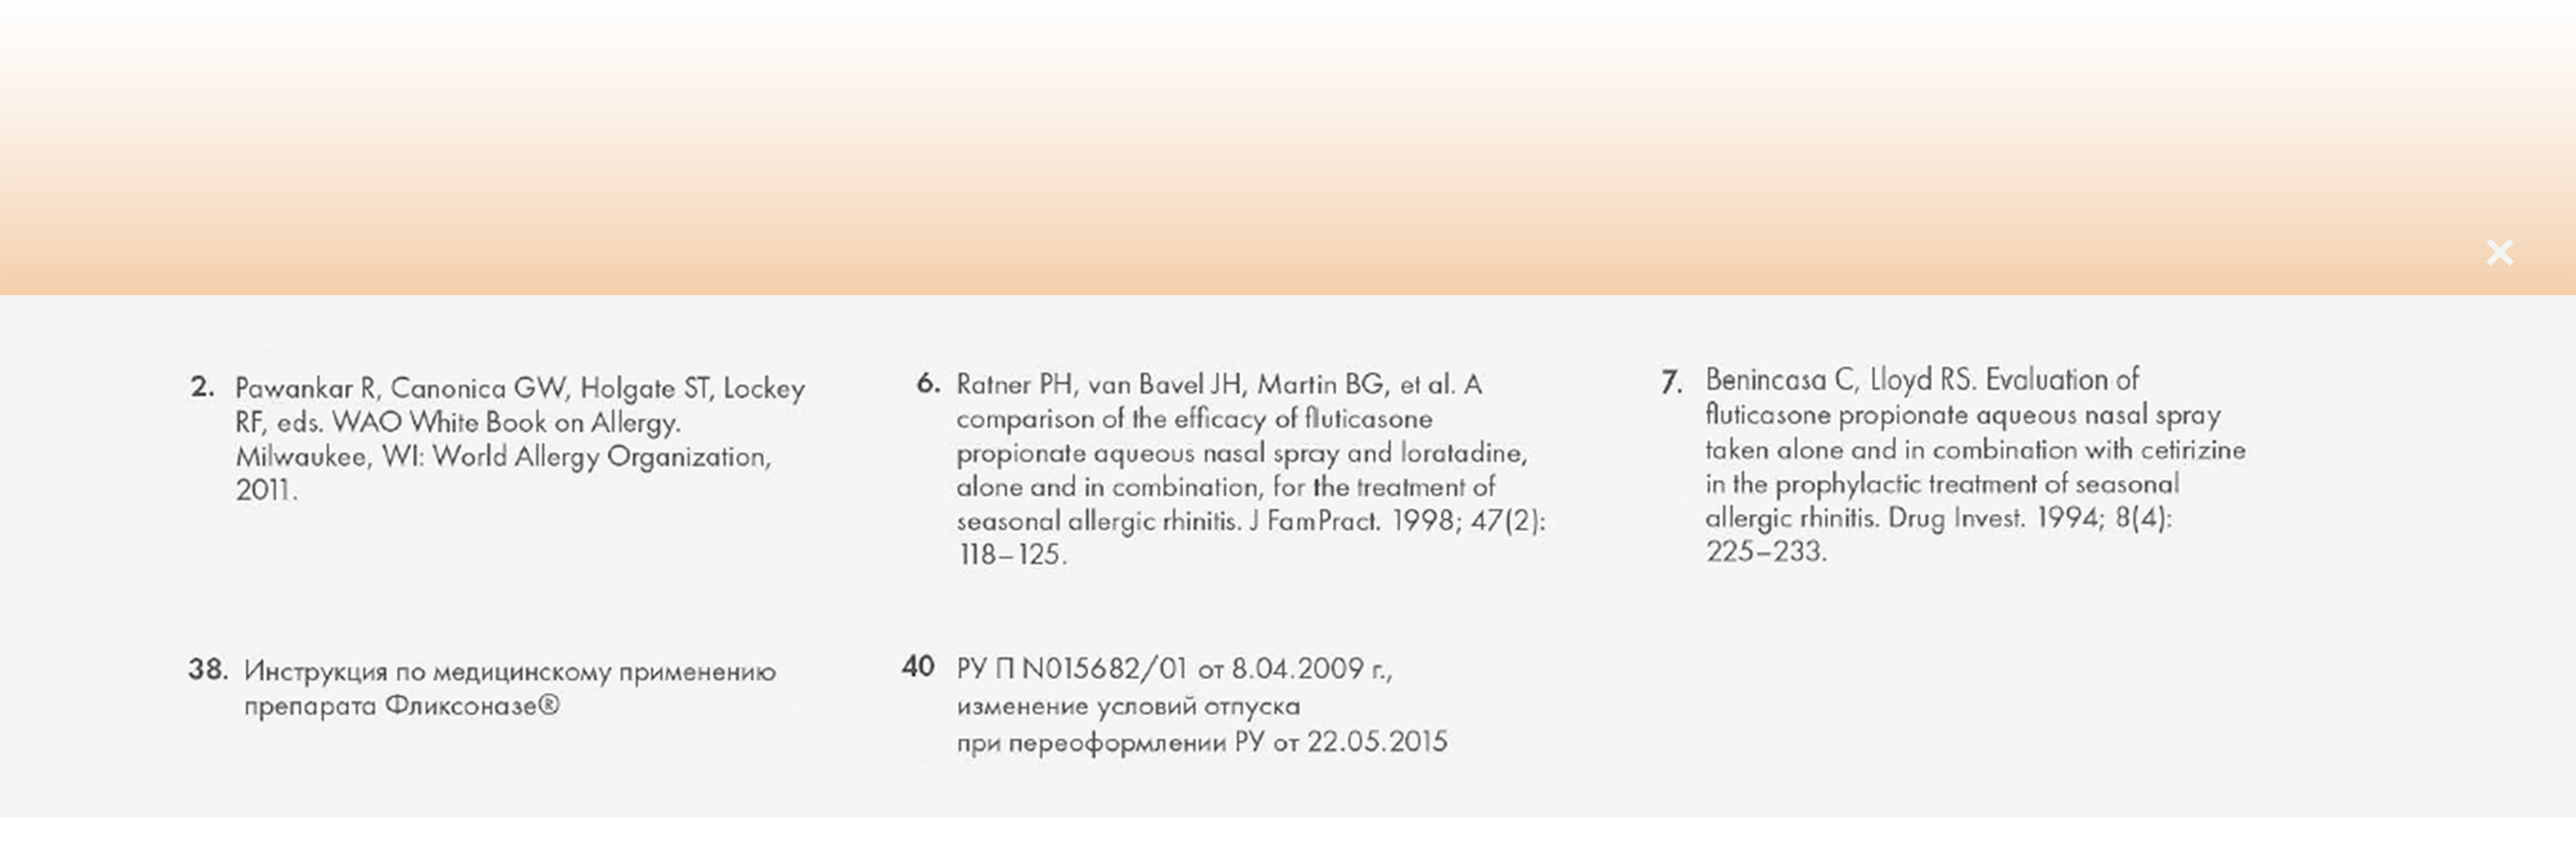 2. Pawankar R, Canonica GW, Holgate ST, Lockey
RF, eds. WAO White Book on Allergy.
Milwaukee, WI: World Allergy Organization,
2011.
6. Ratner PH, van Bavel JH, Martin BG, et al. A
comparison of the efficacy of fluticasone
propionate aqueous nasal spray and loratadine,
alone and in combination, for the treatment of
seasonal allergic rhinitis. J FamPract. 1998; 47(2):
118–125.
7. Benincasa C, Lloyd RS. Evaluation of
fluticasone propionate aqueous nasal spray
taken alone and in combination with cetirizine
in the prophylactic treatment of seasonal
allergic rhinitis. Drug Invest. 1994; 8(4):
225–233.
38. Инструкция по медицинскому применению
препарата Фликсоназе®
40 РУ П N015682/01 от 8.04.2009 г.,
изменение условий отпуска
при переоформлении РУ от 22.05.2015